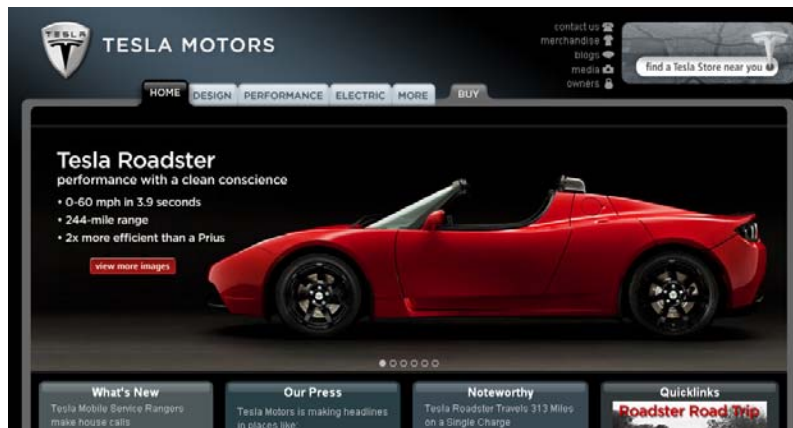 TESLA
TESLA MOTORS
contact us
merchandise
blogs
media
owners
find a Tesla Store near you
HOME
DESIGN
PERFORMANCE
ELECTRIC
MORE
BUY
Tesla Roadster
performance with a clean conscience
• 0-60 mph in 3.9 seconds
• 244-mile range
• 2x more efficient than a Prius
view more images
What's New
Tesla Mobile Service Rangers
make house calls
Our Press
Tesla Motors is making headlines
in places like:
Noteworthy
Tesla Roadster Travels 313 Miles
on a Single Charge
Quicklinks
Roadster Road Trip